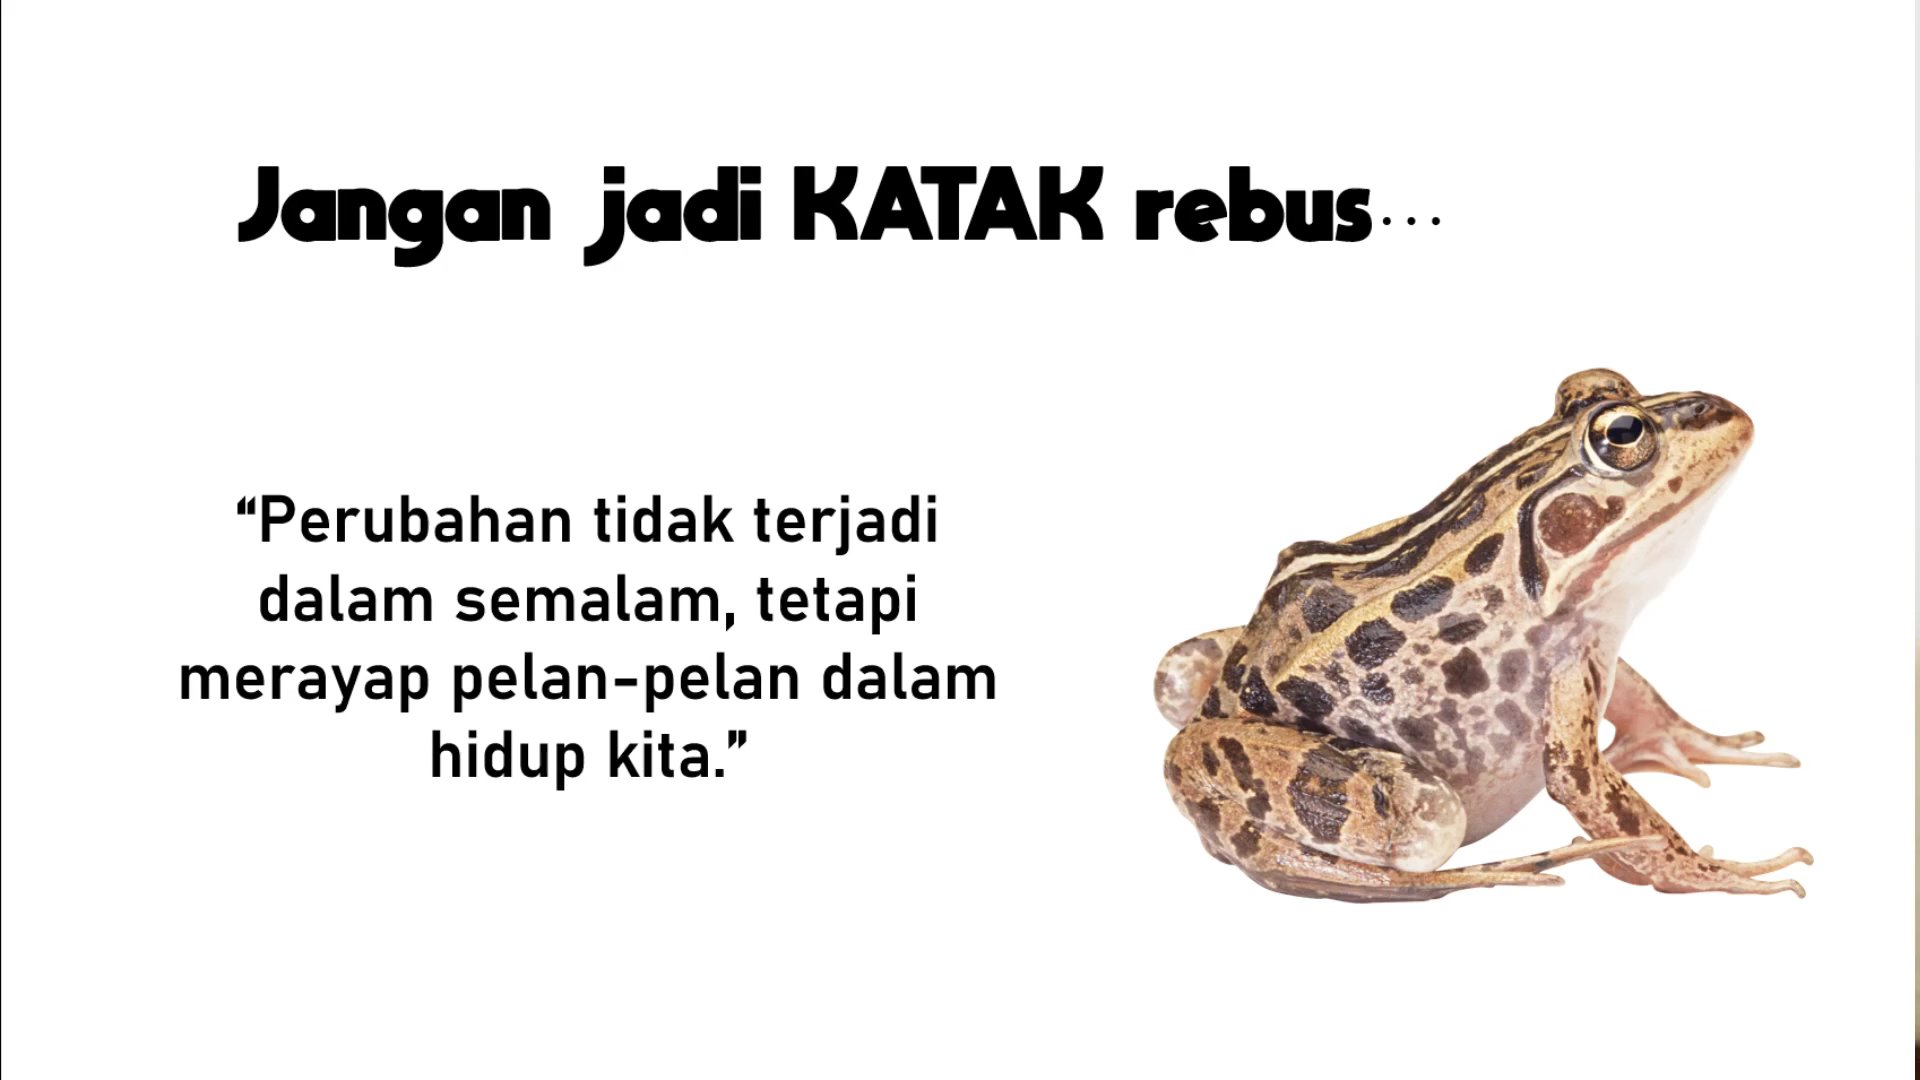 Jangan jadi KATAK rebus...
“Perubahan tidak terjadi
dalam semalam, tetapi
merayap pelan-pelan dalam
hidup kita.”